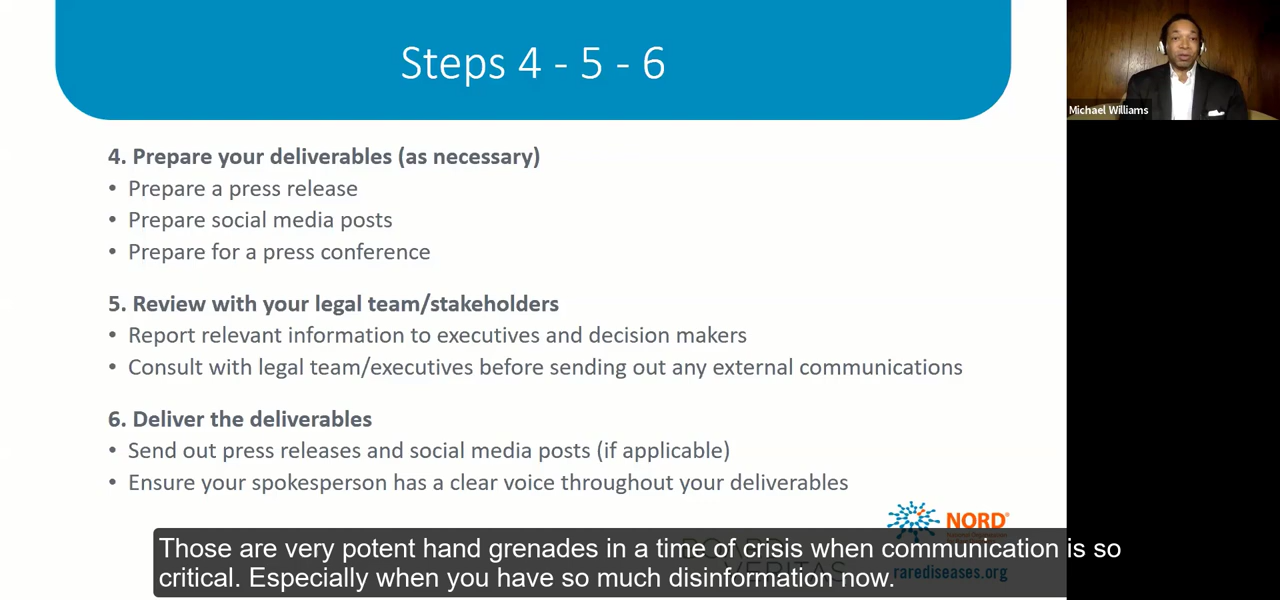 Steps 4 - 5 - 6
Michael Williams
4. Prepare your deliverables (as necessary)
• Prepare a press release
• Prepare social media posts
• Prepare for a press conference
5. Review with your legal team/stakeholders
• Report relevant information to executives and decision makers
• Consult with legal team/executives before sending out any external communications
6. Deliver the deliverables
• Send out press releases and social media posts (if applicable)
• Ensure your spokesperson has a clear voice throughout your deliverables
NORD®
rarediseases.org
Those are very potent hand grenades in a time of crisis when communication is so
critical. Especially when you have so much disinformation now.